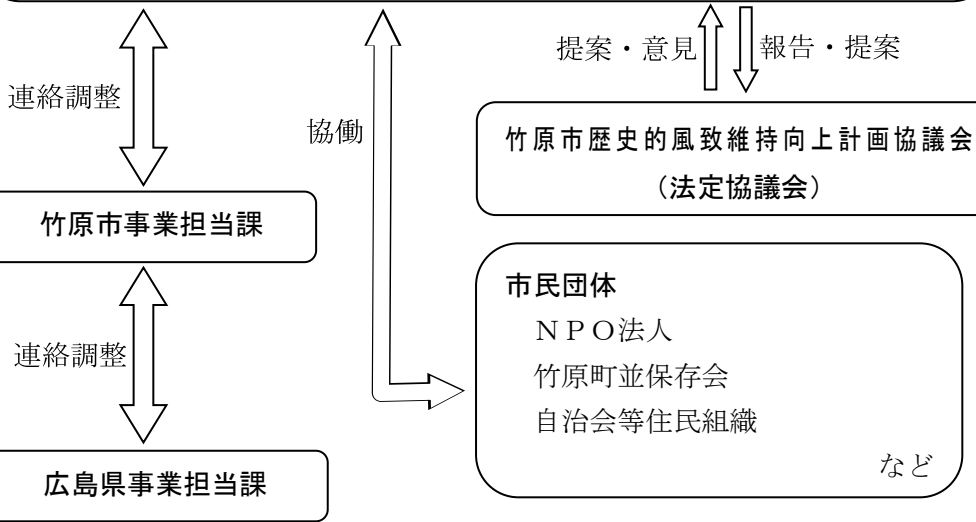 提案・意見
報告・提案
連絡調整
協働
竹原市歴史的風致維持向上計画協議会
（法定協議会）
竹原市事業担当課
市民団体
ＮＰＯ法人
竹原町並保存会
自治会等住民組織
など
連絡調整
広島県事業担当課